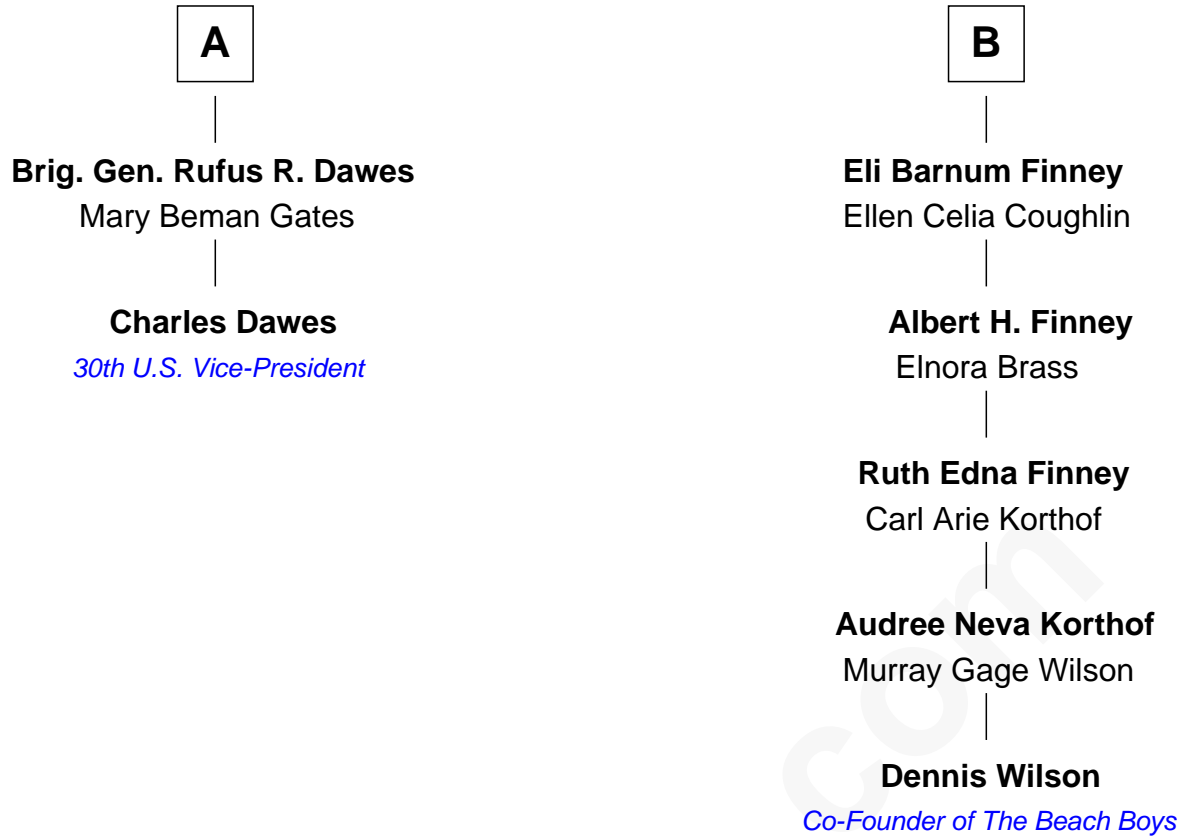 A
Brig. Gen. Rufus R. Dawes
Mary Beman Gates
Charles Dawes
30th U.S. Vice-President
B
Eli Barnum Finney
Ellen Celia Coughlin
Albert H. Finney
Elnora Brass
Ruth Edna Finney
Carl Arie Korthof
Audree Neva Korthof
Murray Gage Wilson
Dennis Wilson
Co-Founder of The Beach Boys
com